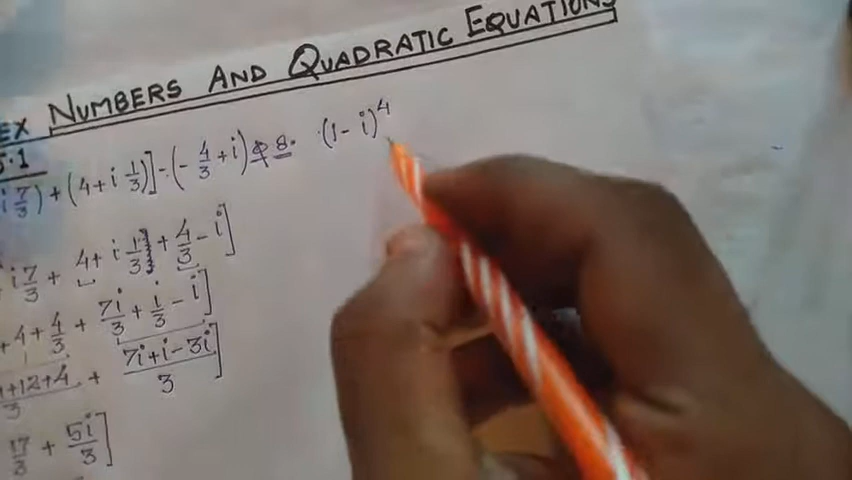 EX NUMBERS AND QUADRATIC EQUATIONS
5.1
i 7/3) + (4 + i 1/3)] - (- 4/3 + i)
8. (1 - i)^4
i 7/3 + 4 + i 1/3] + 4/3 - i]
+ 4 + 4/3 + 7i/3 + i/3 - i]
+12+4/3 + 7i+i-3i/3]
17/3 + 5i/3]